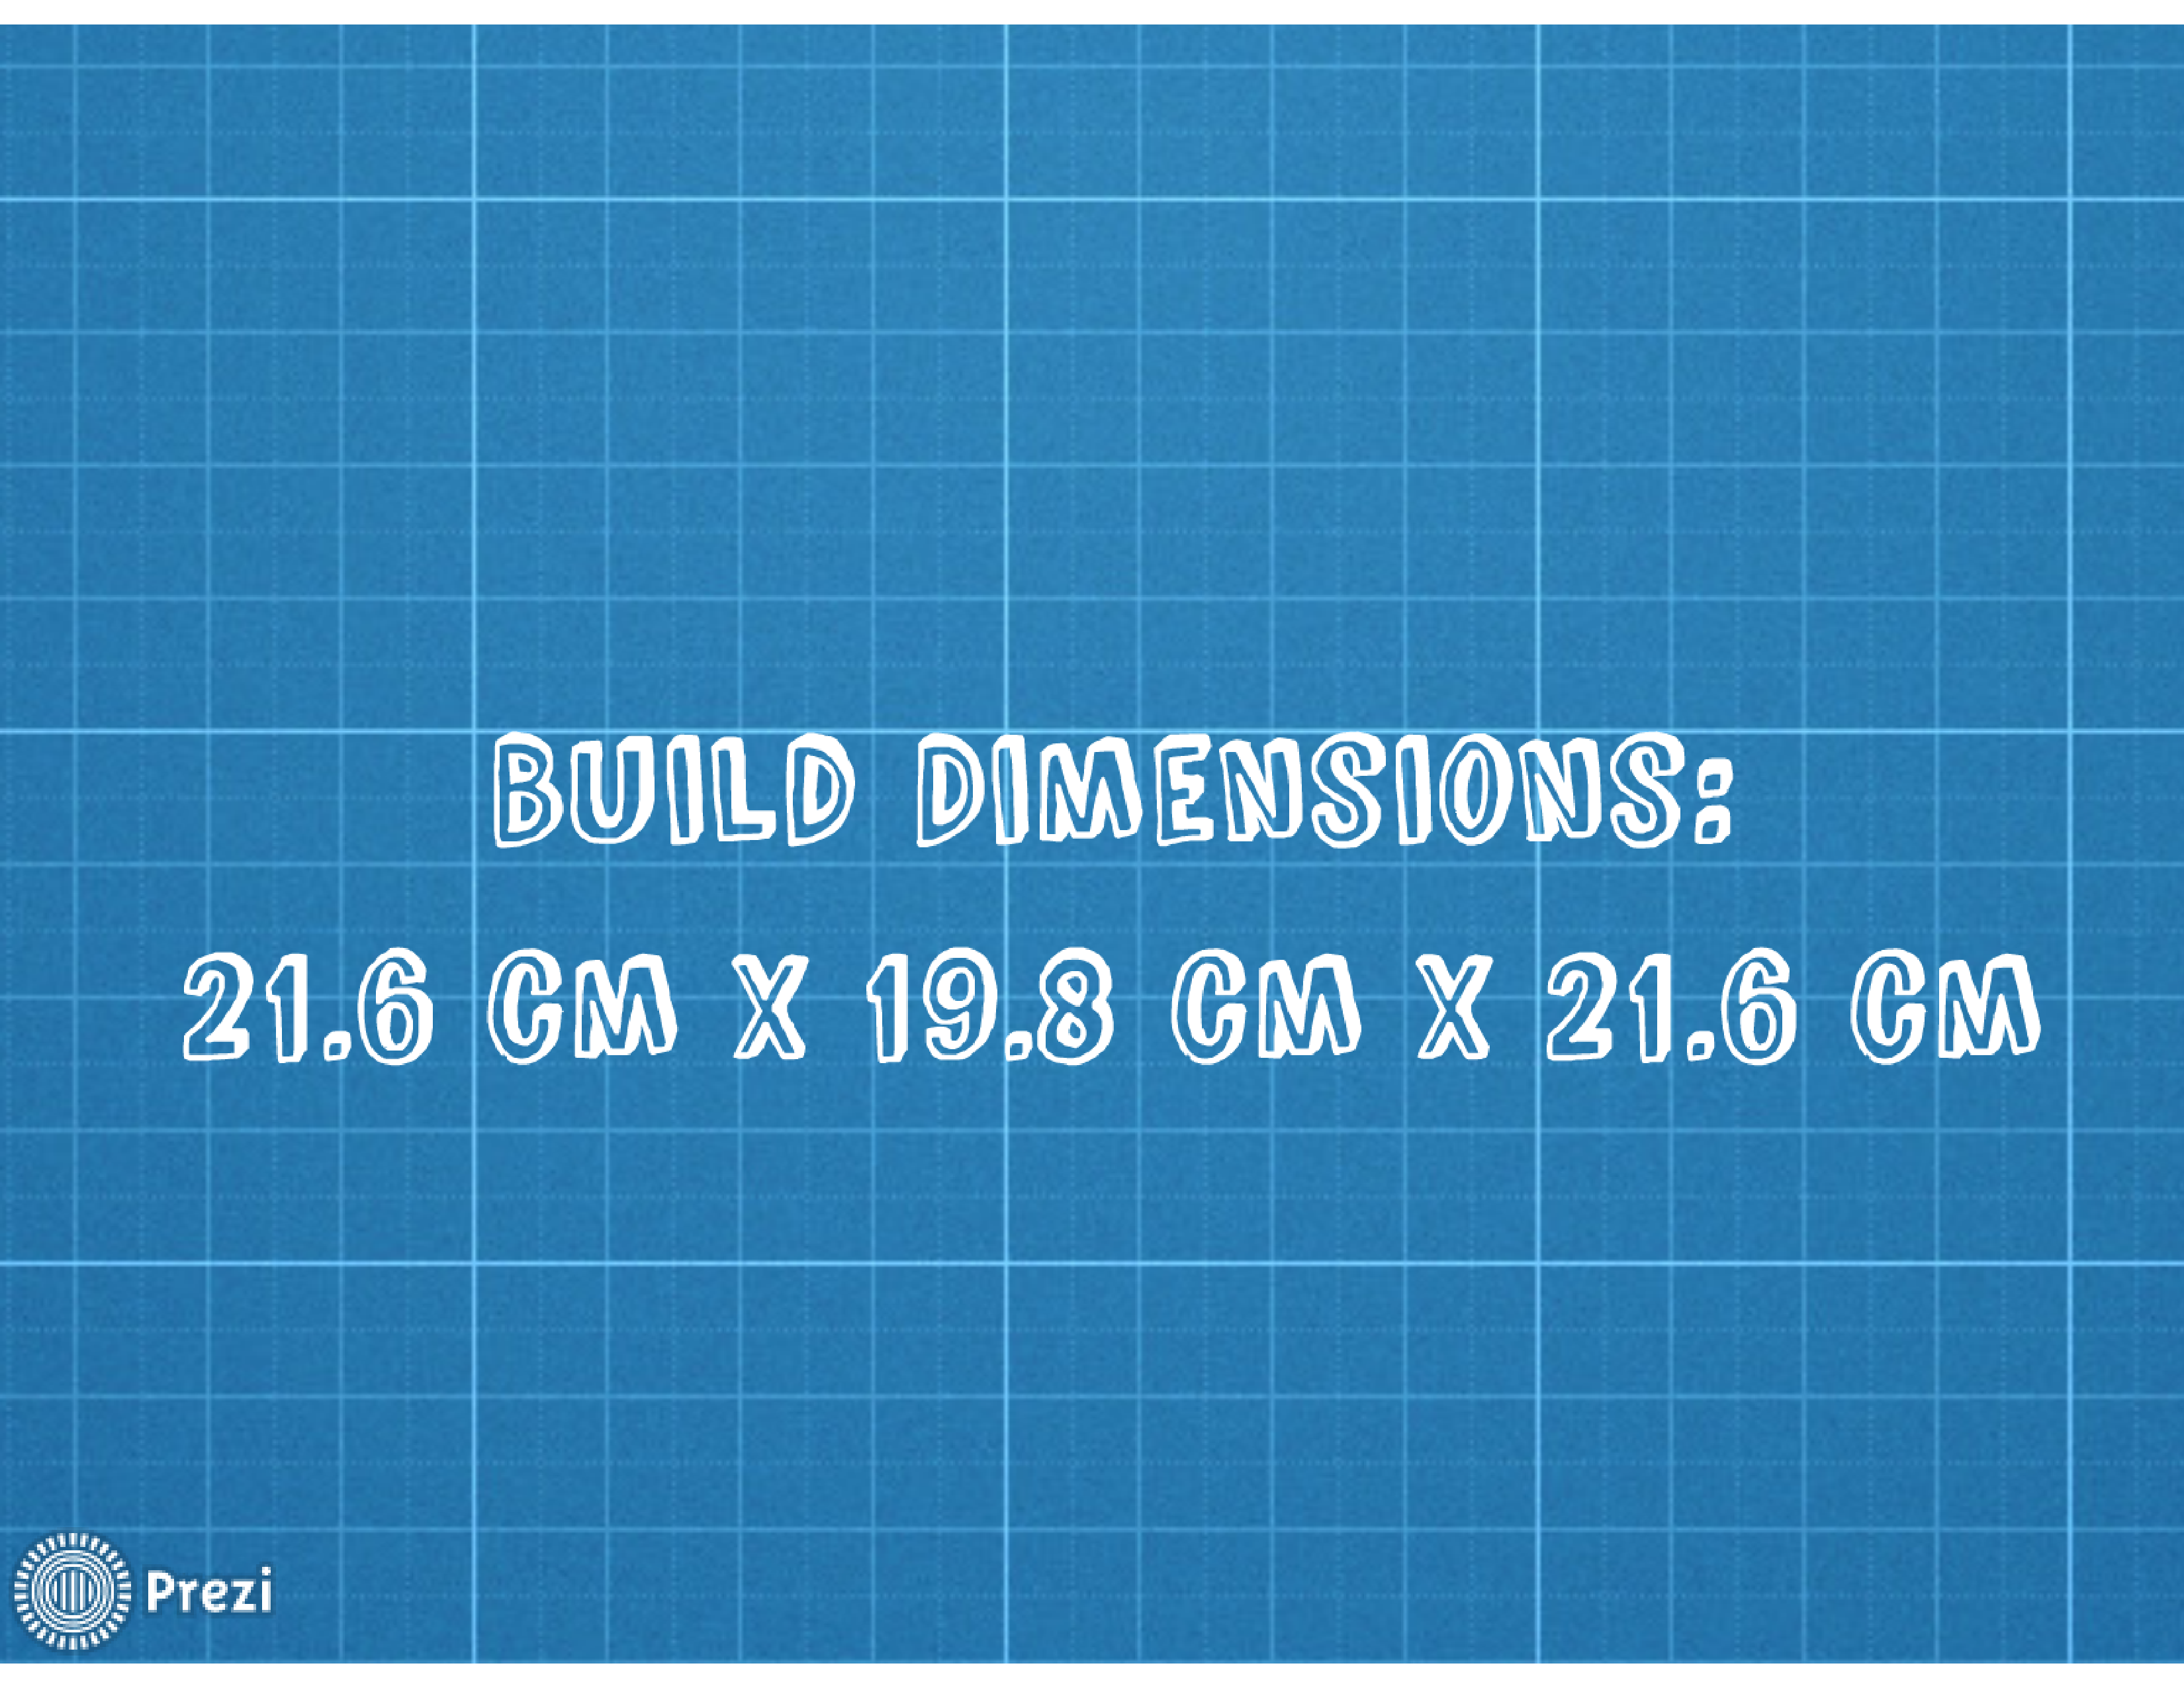 BUILD DIMENSIONS:
21.6 CM X 19.8 CM X 21.6 CM
Prezi